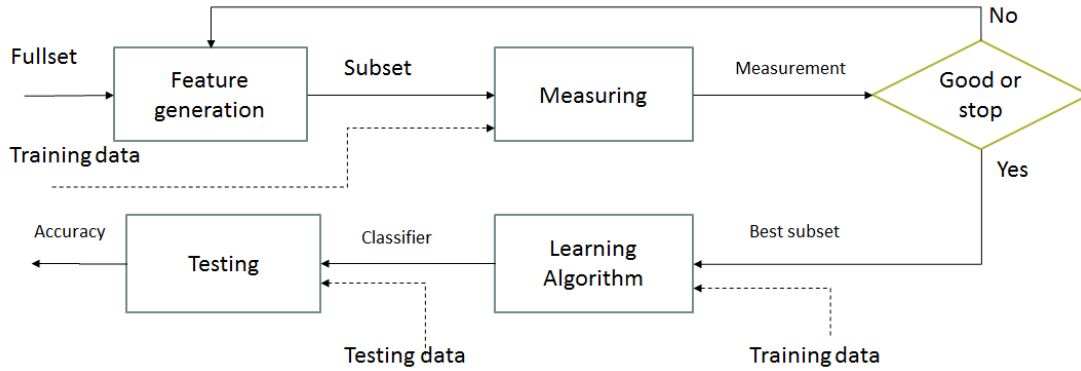 No
Fullset
Feature
generation
Subset
Measuring
Measurement
Good or
stop
Training data
Yes
Accuracy
Testing
Classifier
Learning
Algorithm
Best subset
Testing data
Training data